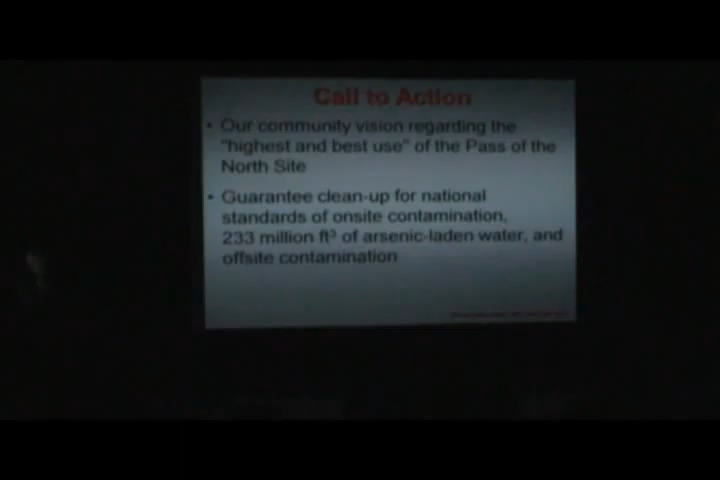 Call to Action
• Our community vision regarding the
"highest and best use" of the Pass of the
North Site
• Guarantee clean-up for national
standards of onsite contamination,
233 million ft³ of arsenic-laden water, and
offsite contamination